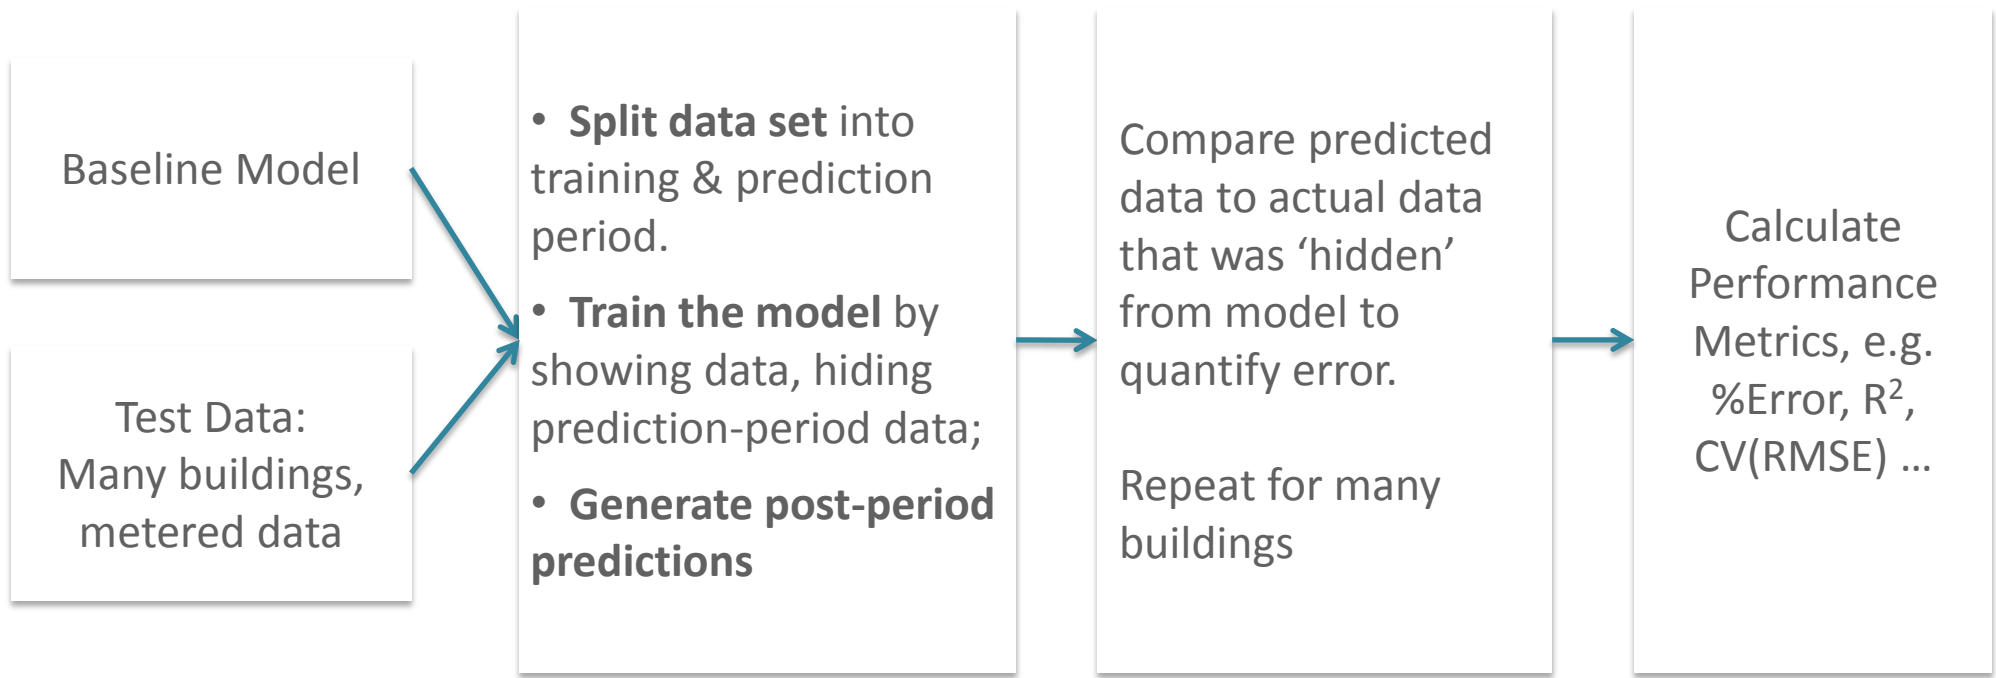 Baseline Model
Test Data:
Many buildings,
metered data
• Split data set into
training & prediction
period.
• Train the model by
showing data, hiding
prediction-period data;
• Generate post-period
predictions
Compare predicted
data to actual data
that was ‘hidden’
from model to
quantify error.
Repeat for many
buildings
Calculate
Performance
Metrics, e.g.
%Error, R²,
CV(RMSE) …